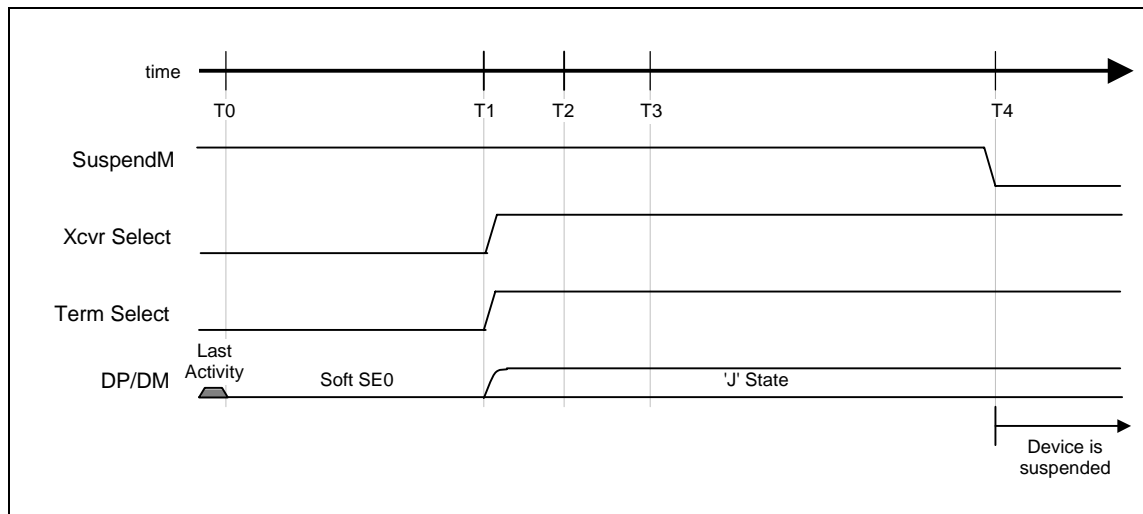 time
T0
T1
T2
T3
T4
SuspendM
Xcvr Select
Term Select
Last
Activity
DP/DM
Soft SE0
'J' State
Device is
suspended